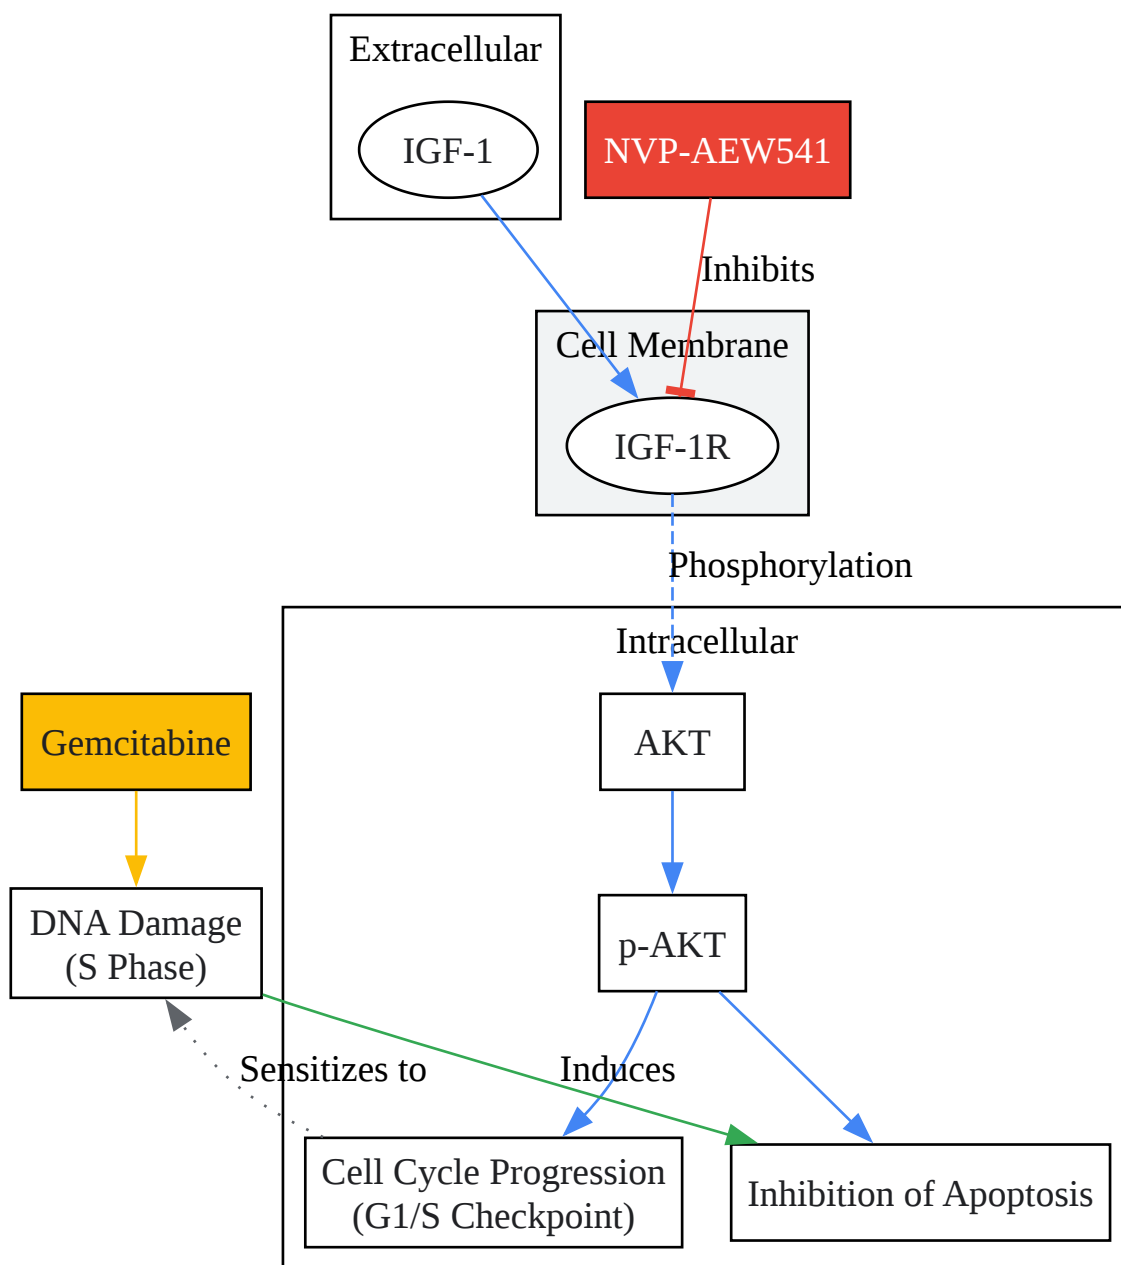 Extracellular
IGF-1
NVP-AEW541
Inhibits
Cell Membrane
IGF-1R
Phosphorylation
Intracellular
Gemcitabine
AKT
DNA Damage
(S Phase)
p-AKT
Sensitizes to
Induces
Cell Cycle Progression
(G1/S Checkpoint)
Inhibition of Apoptosis